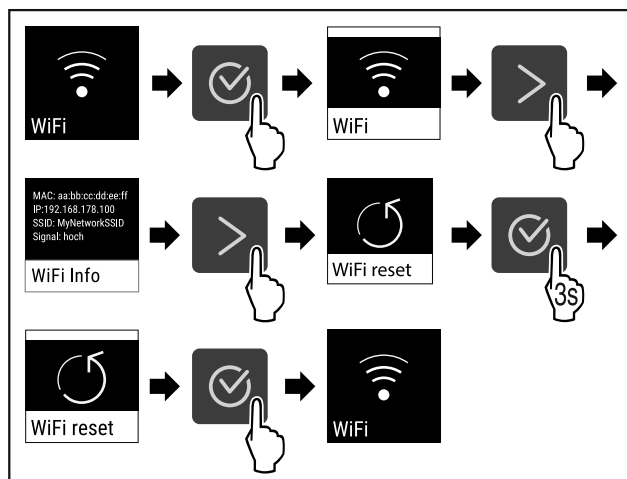 WiFi
WiFi
MAC: aa:bb:cc:dd:ee:ff
IP:192.168.178.100
SSID: MyNetworkSSID
Signal: hoch
WiFi Info
WiFi reset
3s
WiFi reset
WiFi